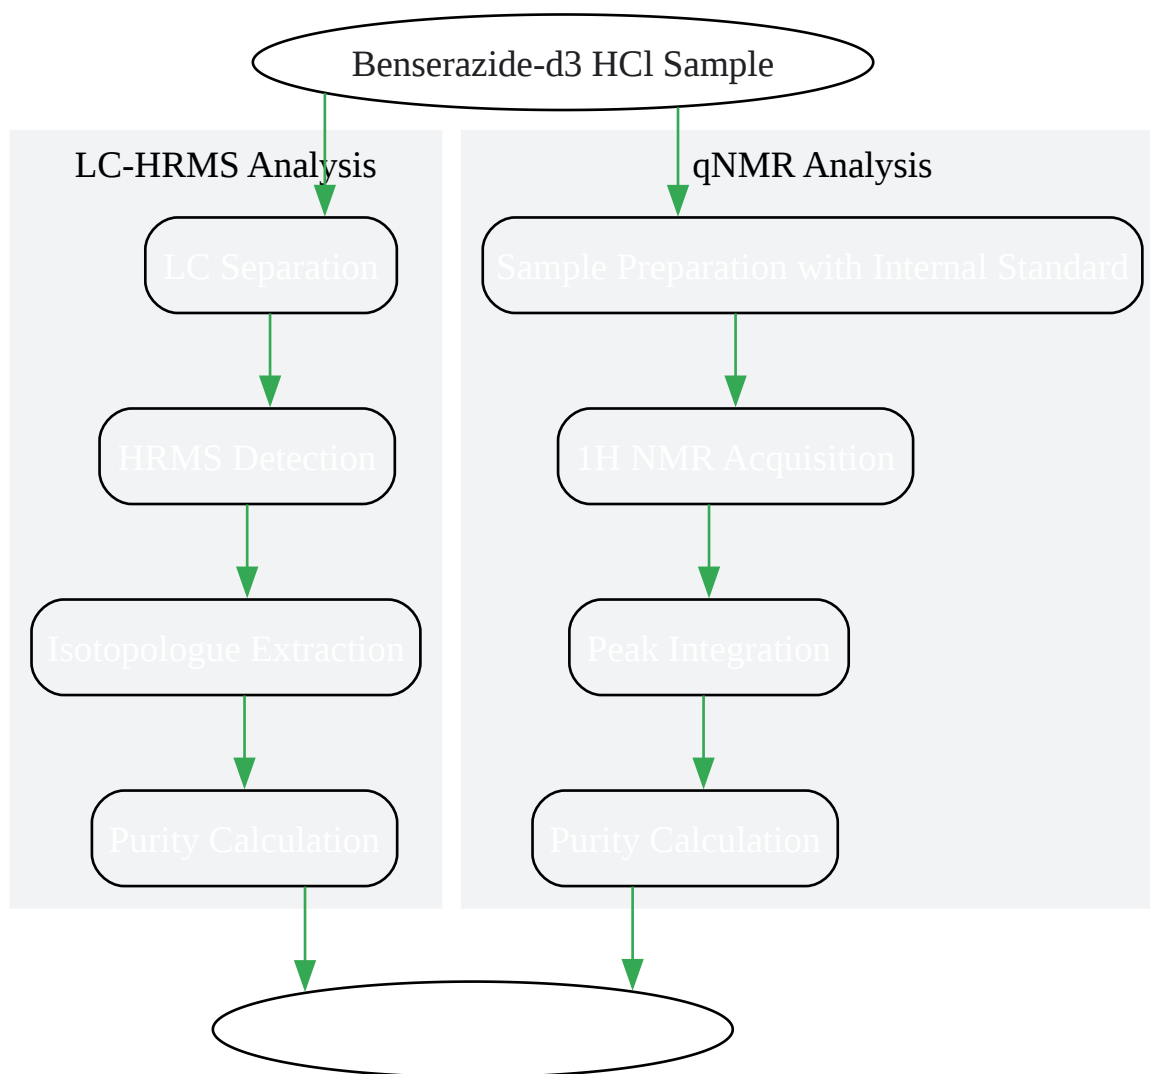 Benserazide-d3 HCl Sample
LC-HRMS Analysis
LC Separation
HRMS Detection
Isotopologue Extraction
Purity Calculation
qNMR Analysis
Sample Preparation with Internal Standard
1H NMR Acquisition
Peak Integration
Purity Calculation